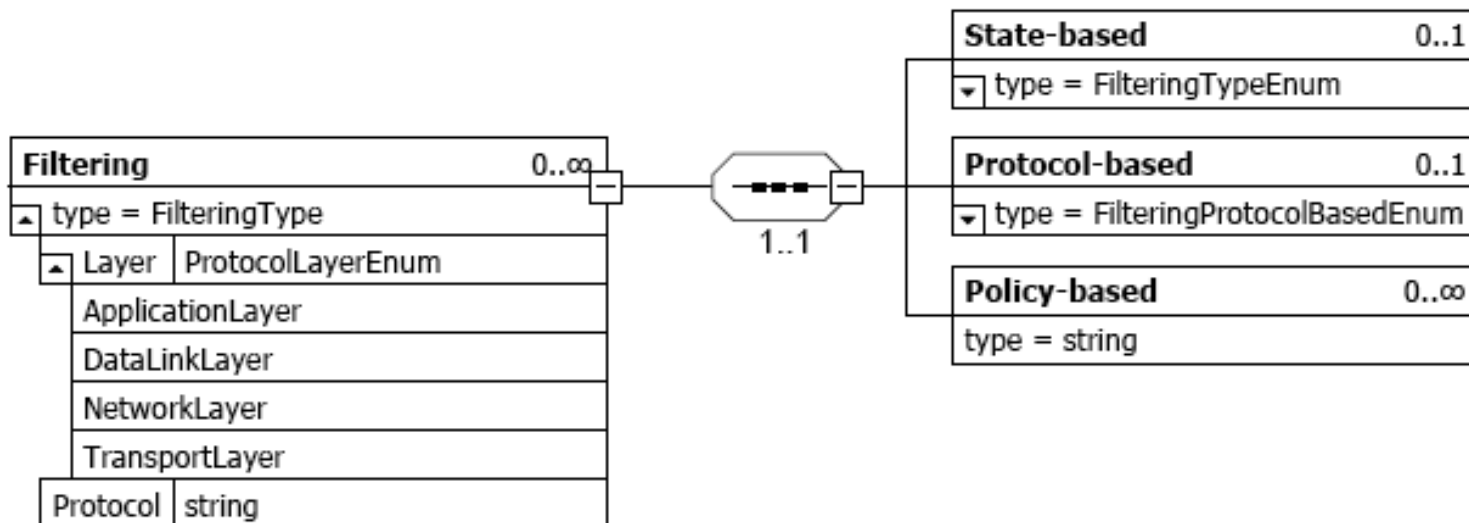 Filtering 0..∞
type = FilteringType
Layer ProtocolLayerEnum
ApplicationLayer
DataLinkLayer
NetworkLayer
TransportLayer
Protocol string
1..1
State-based 0..1
type = FilteringTypeEnum
Protocol-based 0..1
type = FilteringProtocolBasedEnum
Policy-based 0..∞
type = string